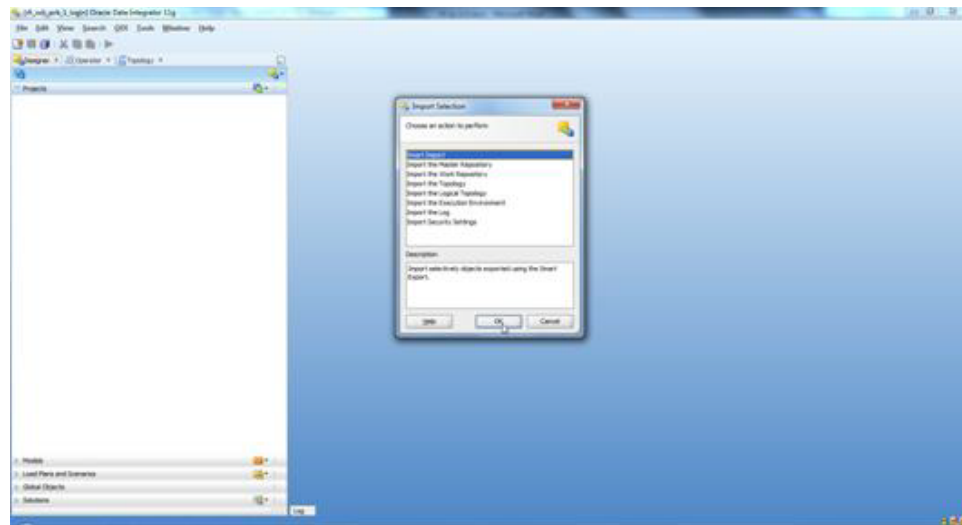 Oracle Data Integrator 11g
File Edit View Search ODI Tools Window Help
Designer Operator Topology
Projects
Import Selection
Choose an action to perform
Smart Import
Import the Master Repository
Import the Work Repository
Import the Topology
Import the Logical Topology
Import the Execution Environment
Import the Log
Import Security Settings
Description
Import selectively objects exported using the Smart
Export.
Help OK Cancel
Models
Load Plans and Scenarios
Global Objects
Solutions
Log